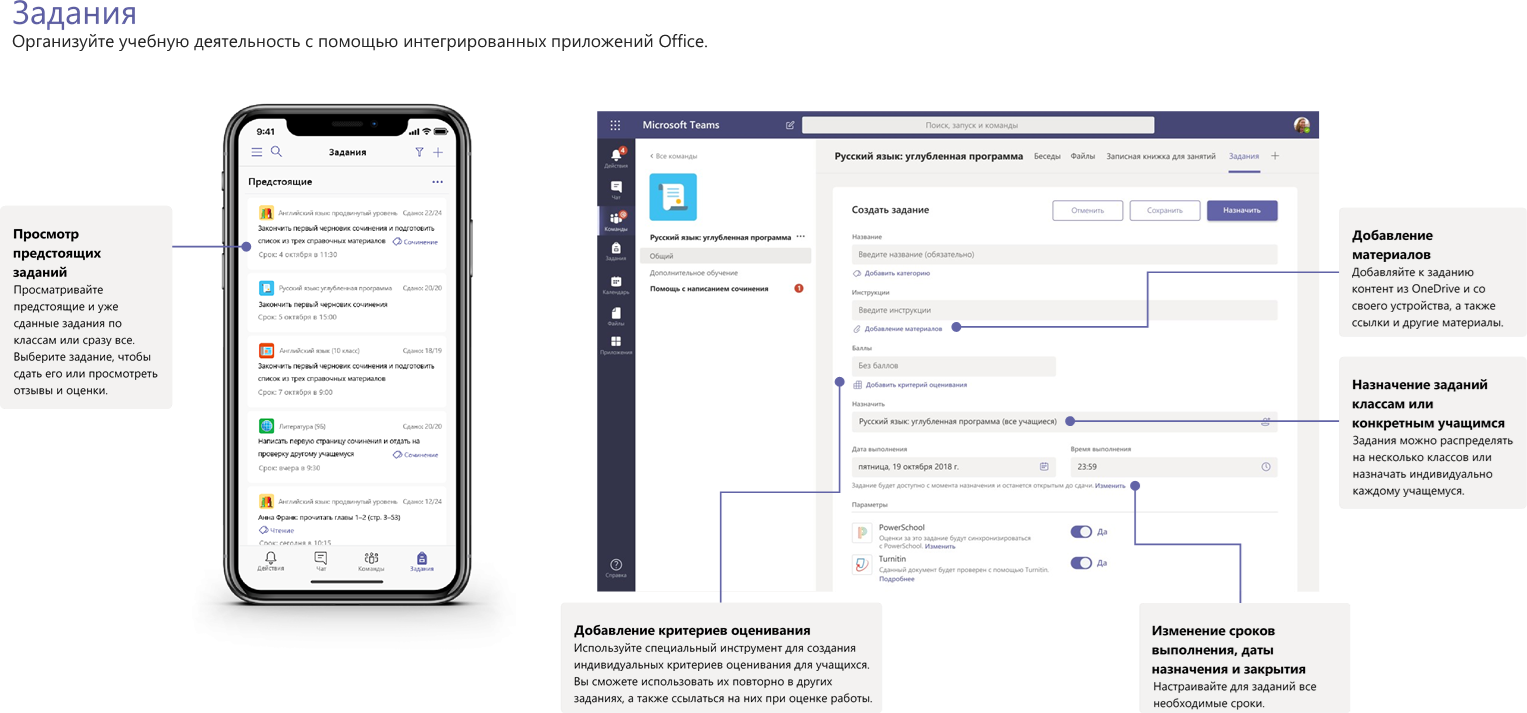 Задания
Организуйте учебную деятельность с помощью интегрированных приложений Office.
Просмотр
предстоящих
заданий
Просматривайте
предстоящие и уже
сданные задания по
классам или сразу все.
Выберите задание, чтобы
сдать его или просмотреть
отзывы и оценки.
9:41
Задания
Предстоящие
Английский язык: продвинутый уровень Сдано: 22/24
Закончить первый черновик сочинения и подготовить
список из трех справочных материалов Сочинение
Срок: 4 октября в 11:30
Русский язык: углубленная программа Сдано: 20/20
Закончить первый черновик сочинения
Срок: 5 октября в 15:00
Английский язык (10 класс) Сдано: 18/19
Закончить первый черновик сочинения и подготовить
список из трех справочных материалов
Срок: 7 октября в 9:00
Литература (9Б) Сдано: 20/20
Написать первую страницу сочинения и отдать на
проверку другому учащемуся Сочинение
Срок: вчера в 9:30
Английский язык: продвинутый уровень Сдано: 12/24
Анна Франк: прочитать главы 1–2 (стр. 3–53)
Чтение
Срок: сегодня в 10:15
Действия Чат Команды Задания
Microsoft Teams
Поиск, запуск и команды
4
Действия
Чат
Команды
Задания
Календарь
Файлы
Приложения
Справка
< Все команды
Русский язык: углубленная программа ···
Общий
Дополнительное обучение
Помощь с написанием сочинения 1
Русский язык: углубленная программа Беседы Файлы Записная книжка для занятий Задания +
Создать задание Отменить Сохранить Назначить
Название
Введите название (обязательно)
Добавить категорию
Инструкции
Введите инструкции
Добавление материалов
Баллы
Без баллов
Добавить критерий оценивания
Назначить
Русский язык: углубленная программа (все учащиеся)
Дата выполнения Время выполнения
пятница, 19 октября 2018 г. 23:59
Задание будет доступно с момента назначения и останется открытым до сдачи. Изменить
Параметры
PowerSchool
Оценки за это задание будут синхронизироваться
с PowerSchool. Изменить
Да
Turnitin
Сданный документ будет проверен с помощью Turnitin.
Подробнее
Да
Добавление
материалов
Добавляйте к заданию
контент из OneDrive и со
своего устройства, а также
ссылки и другие материалы.
Назначение заданий
классам или
конкретным учащимся
Задания можно распределять
на несколько классов или
назначать индивидуально
каждому учащемуся.
Добавление критериев оценивания
Используйте специальный инструмент для создания
индивидуальных критериев оценивания для учащихся.
Вы сможете использовать их повторно в других
заданиях, а также ссылаться на них при оценке работы.
Изменение сроков
выполнения, даты
назначения и закрытия
Настраивайте для заданий все
необходимые сроки.